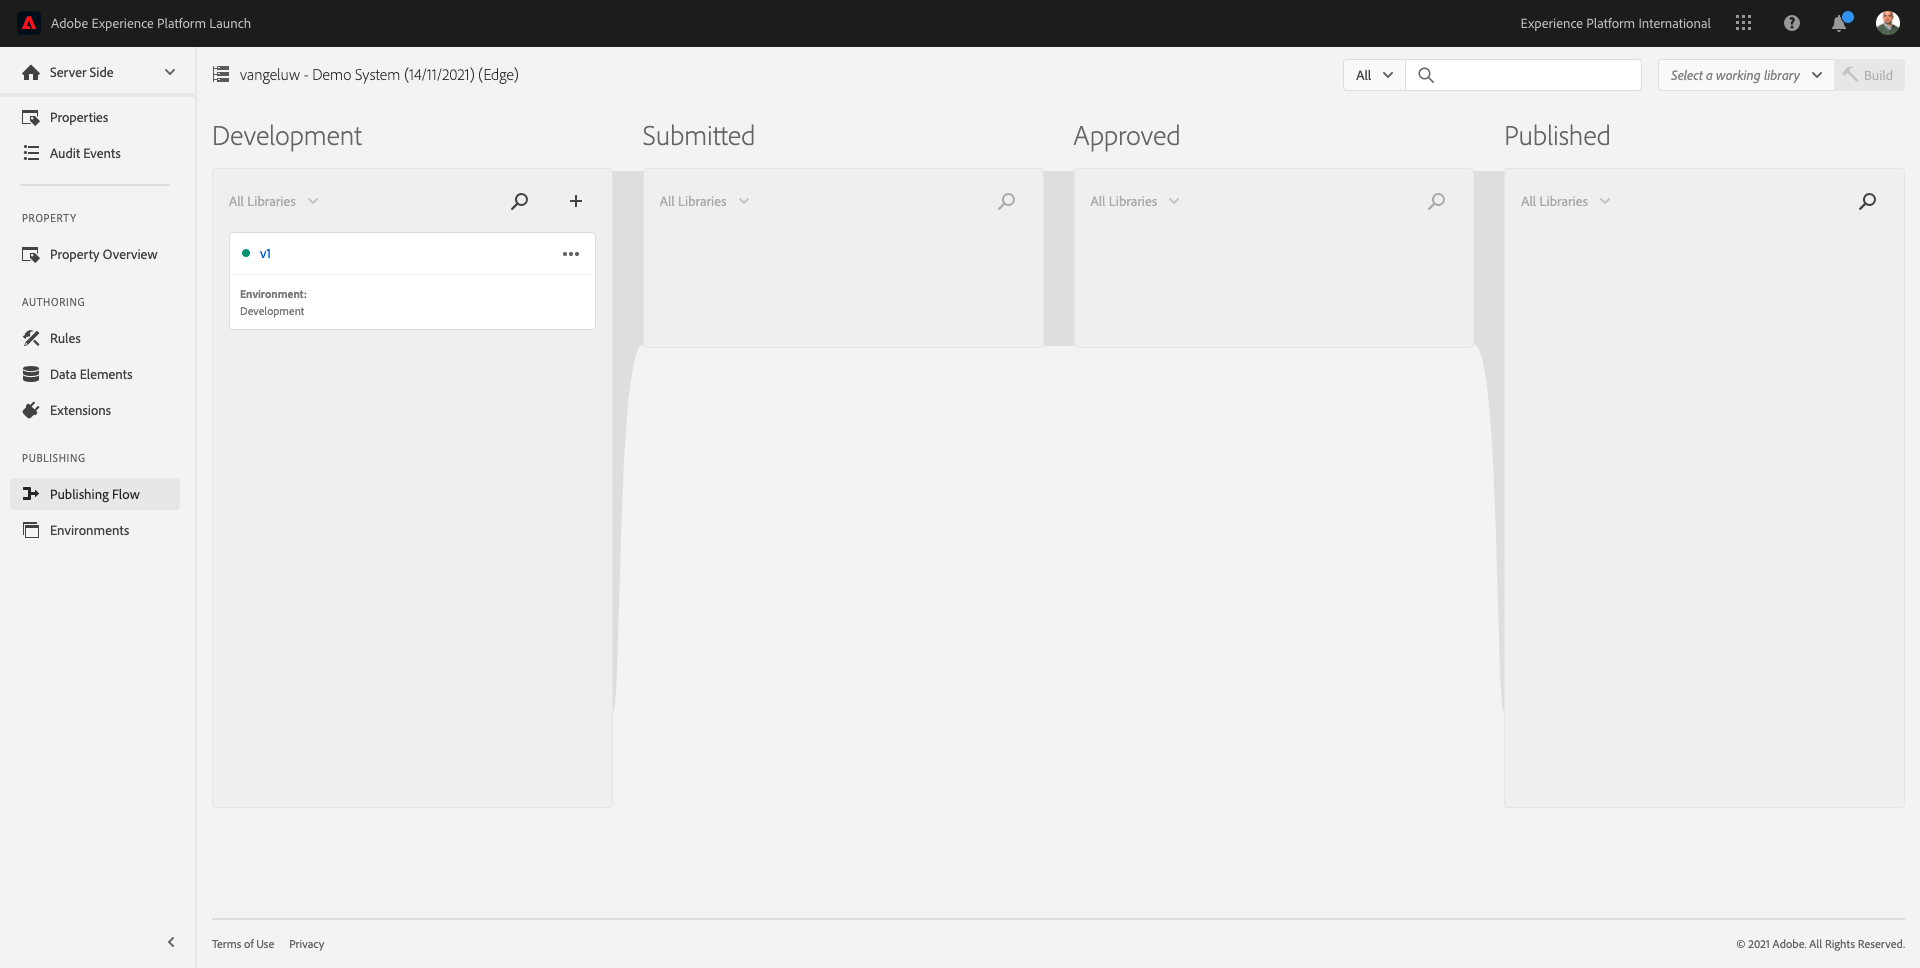 Adobe Experience Platform Launch
Experience Platform International
Server Side
vangeluw - Demo System (14/11/2021) (Edge)
All
Select a working library
Build
Properties
Audit Events
PROPERTY
Property Overview
AUTHORING
Rules
Data Elements
Extensions
PUBLISHING
Publishing Flow
Environments
Development
Submitted
Approved
Published
All Libraries
All Libraries
All Libraries
All Libraries
v1
Environment:
Development
Terms of Use
Privacy
© 2021 Adobe. All Rights Reserved.